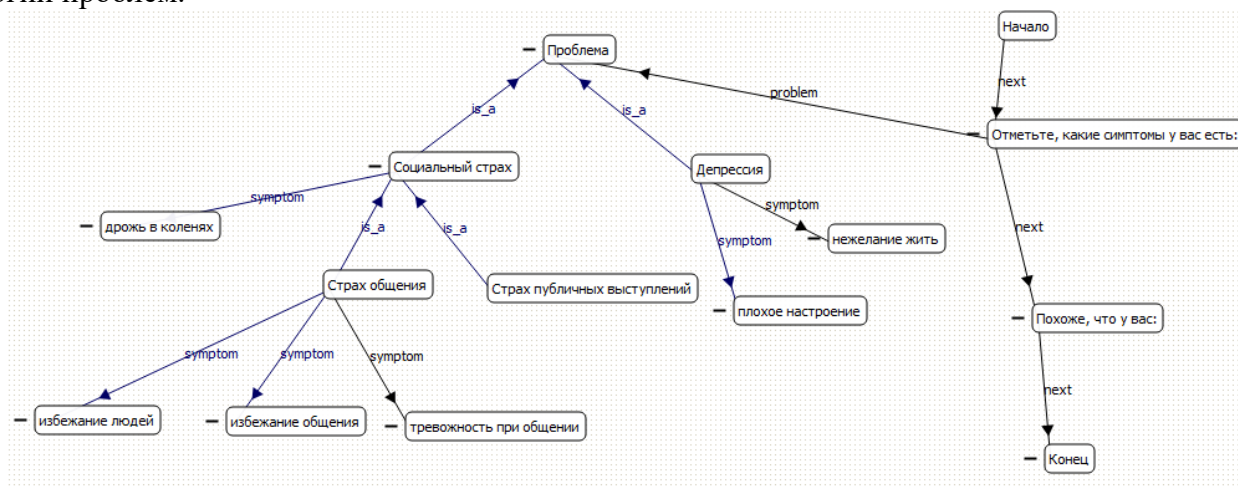 Начало
Проблема
next
problem
is_a
is_a
Отметьте, какие симптомы у вас есть:
Социальный страх
Депрессия
symptom
symptom
дрожь в коленях
is_a
is_a
next
symptom
нежелание жить
Страх общения
Страх публичных выступлений
плохое настроение
Похоже, что у вас:
symptom
symptom
symptom
next
избежание людей
избежание общения
тревожность при общении
Конец